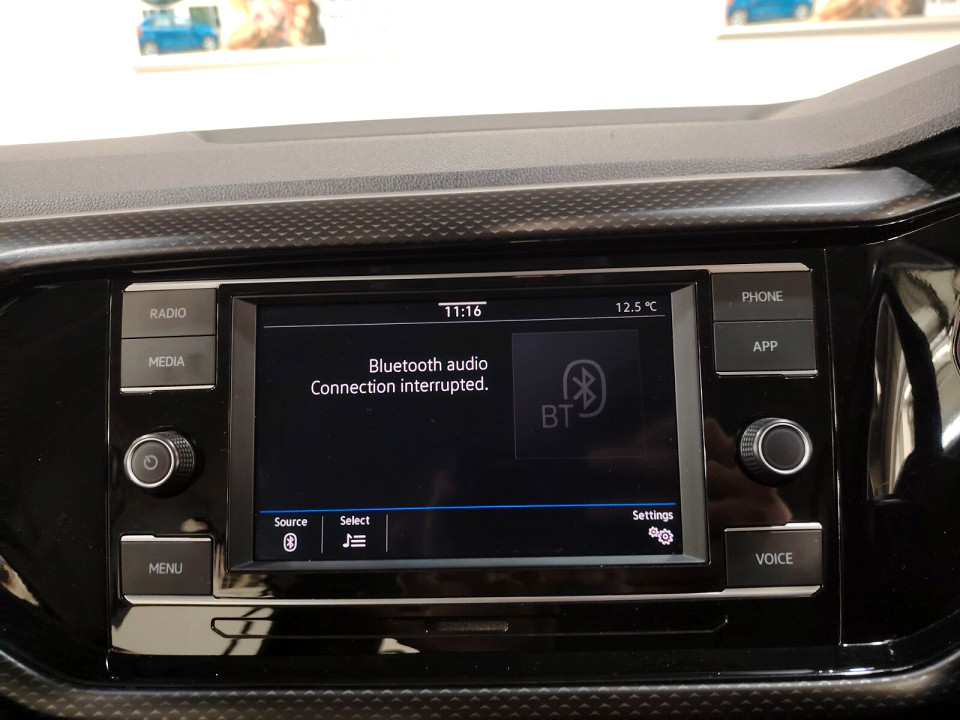 RADIO
MEDIA
MENU
11:16
12.5 °C
Bluetooth audio
Connection interrupted.
BT
Source
Select
Settings
PHONE
APP
VOICE